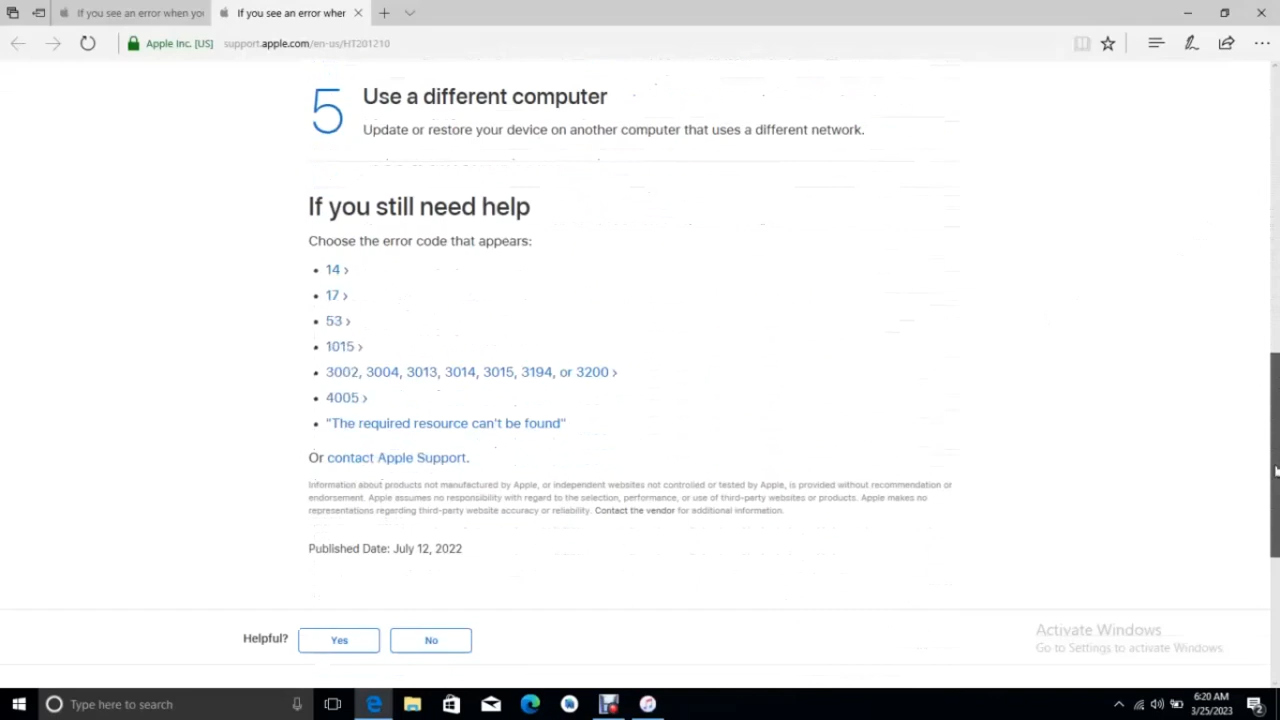 If you see an error when yo
If you see an error wher
Apple Inc. [US] support.apple.com/en-us/HT201210
5 Use a different computer
Update or restore your device on another computer that uses a different network.
If you still need help
Choose the error code that appears:
• 14 ›
• 17 ›
• 53 ›
• 1015 ›
• 3002, 3004, 3013, 3014, 3015, 3194, or 3200 ›
• 4005 ›
• "The required resource can't be found"
Or contact Apple Support.
Information about products not manufactured by Apple, or independent websites not controlled or tested by Apple, is provided without recommendation or
endorsement. Apple assumes no responsibility with regard to the selection, performance, or use of third-party websites or products. Apple makes no
representations regarding third-party website accuracy or reliability. Contact the vendor for additional information.
Published Date: July 12, 2022
Helpful? Yes No
Activate Windows
Go to Settings to activate Windows.
Type here to search
6:20 AM
3/25/2023
2